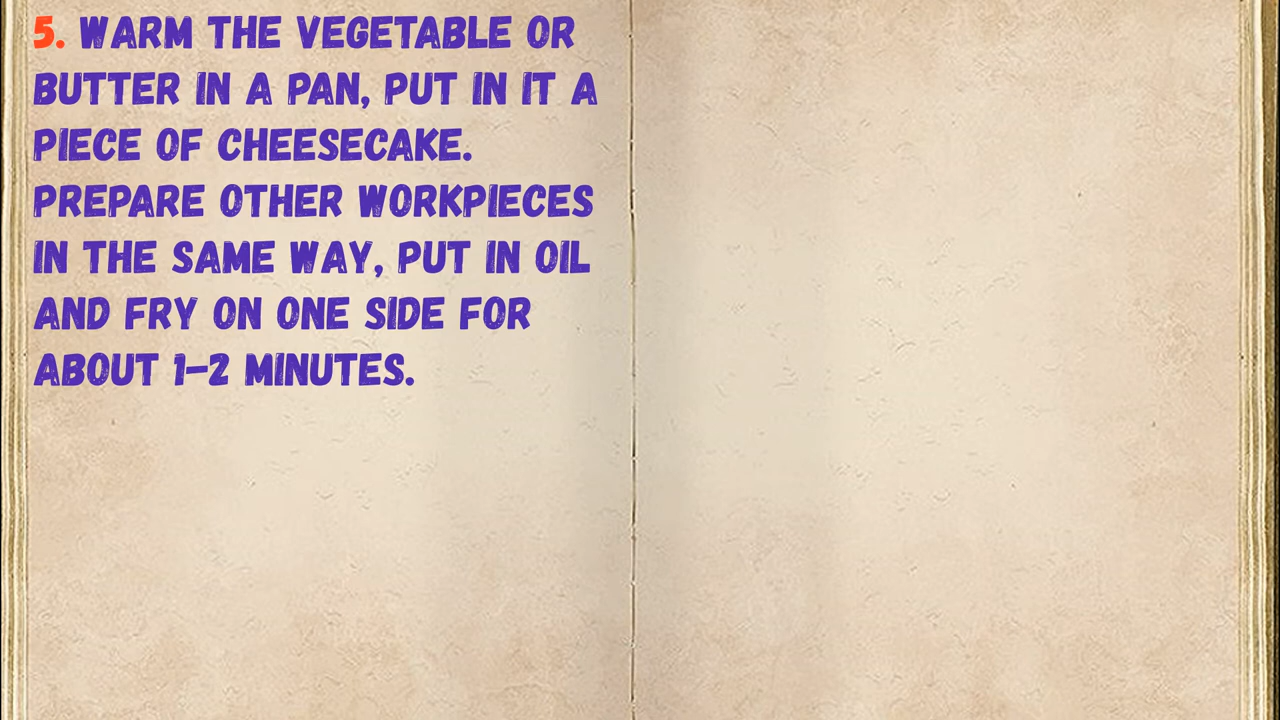 5. WARM THE VEGETABLE OR
BUTTER IN A PAN, PUT IN IT A
PIECE OF CHEESECAKE.
PREPARE OTHER WORKPIECES
IN THE SAME WAY, PUT IN OIL
AND FRY ON ONE SIDE FOR
ABOUT 1-2 MINUTES.